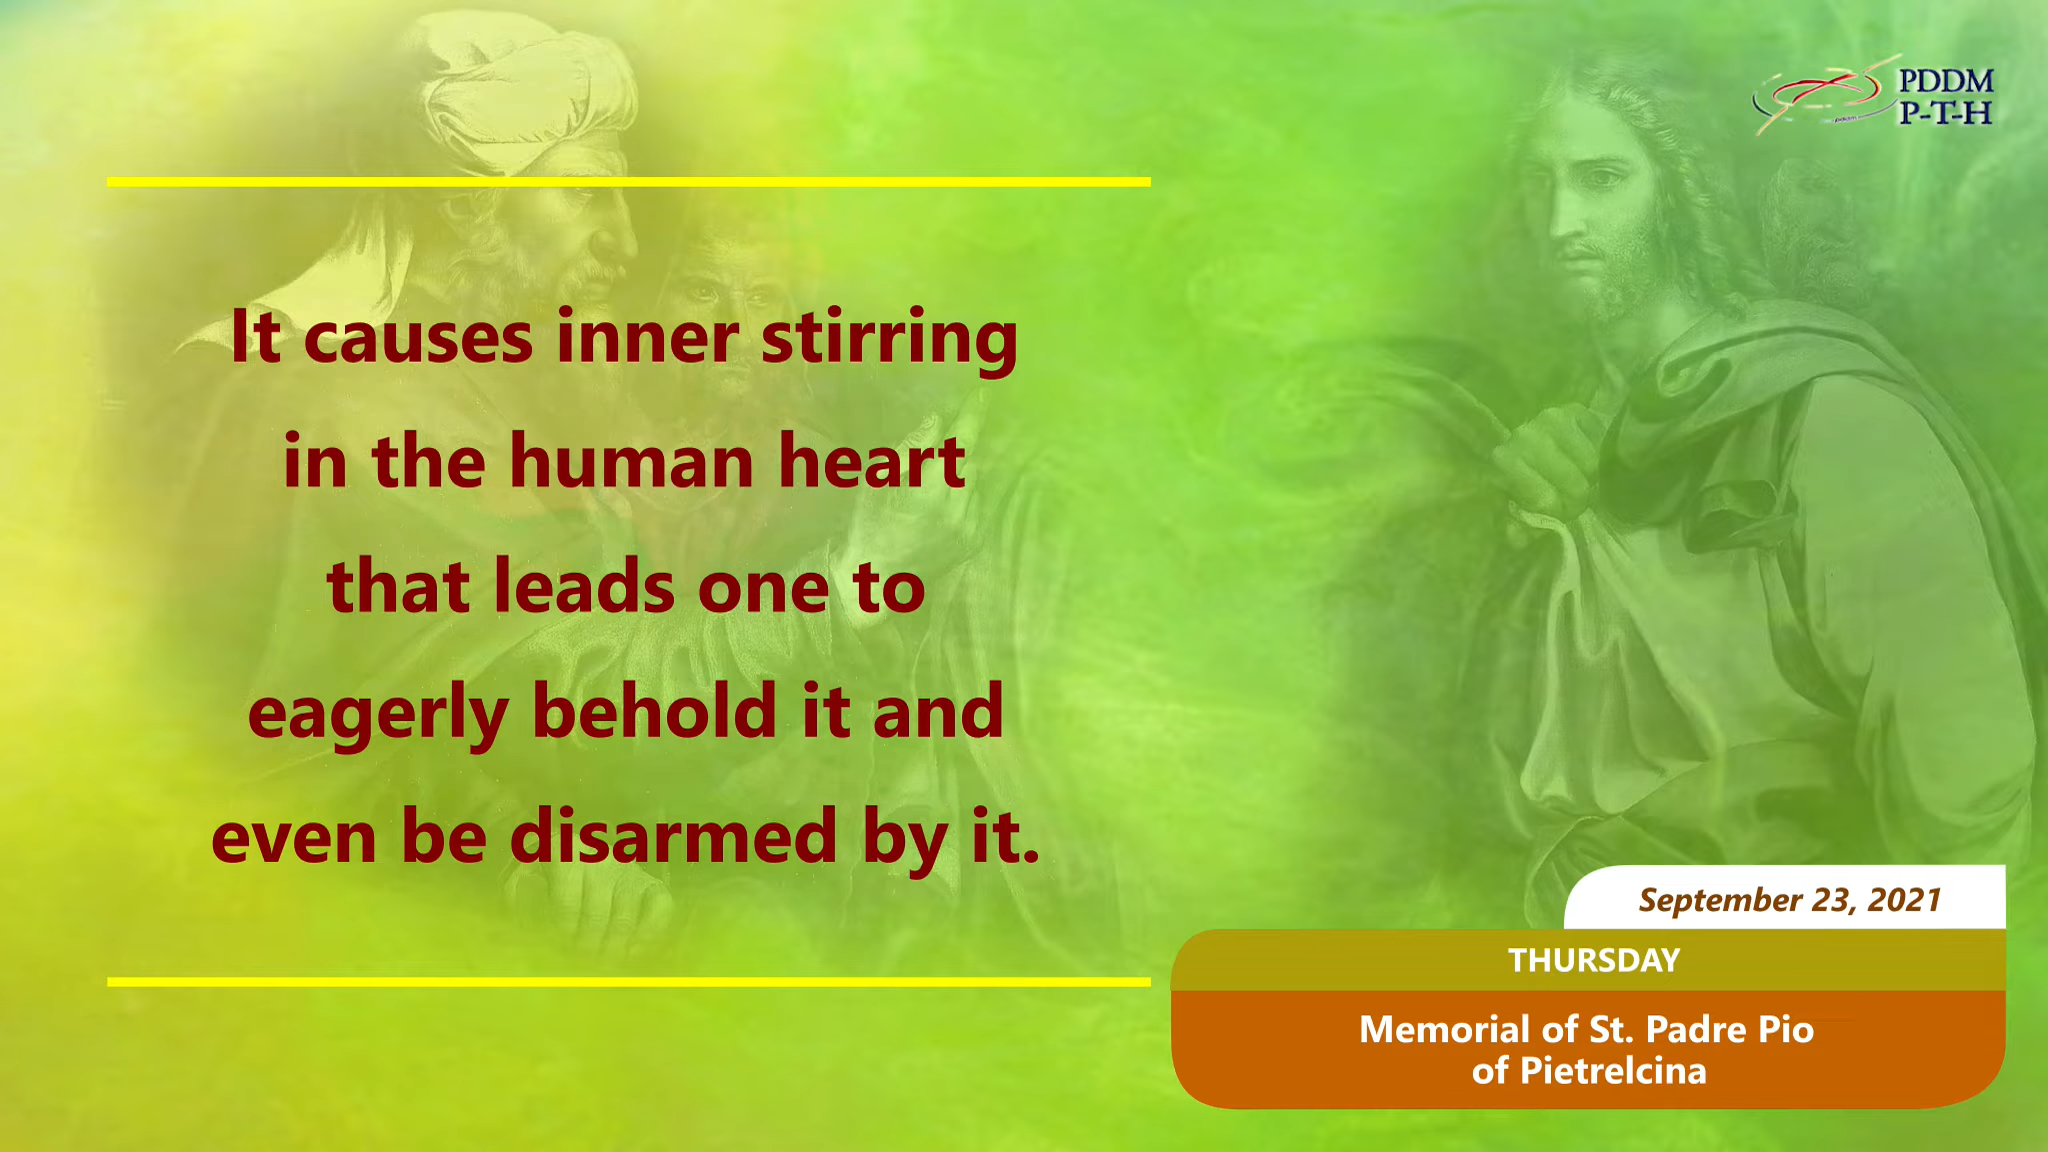 PDDM
P-T-H
It causes inner stirring
in the human heart
that leads one to
eagerly behold it and
even be disarmed by it.
September 23, 2021
THURSDAY
Memorial of St. Padre Pio
of Pietrelcina